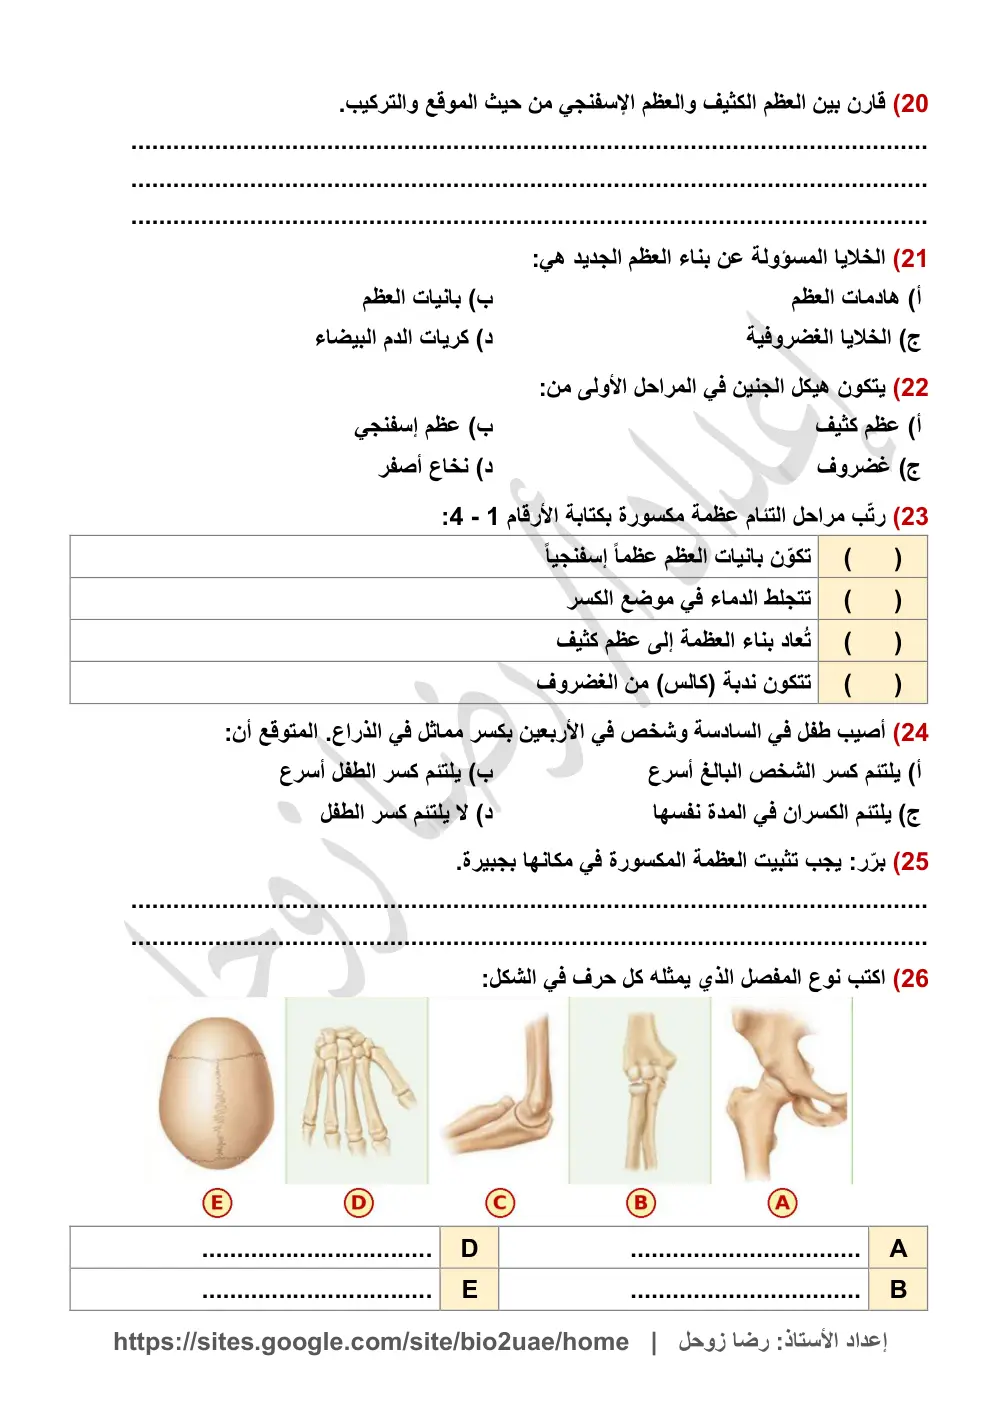 20) قارن بين العظم الكثيف والعظم الإسفنجي من حيث الموقع والتركيب.
....................................................................................................................
....................................................................................................................
....................................................................................................................
21) الخلايا المسؤولة عن بناء العظم الجديد هي:
أ) هادمات العظم ب) بانيات العظم
ج) الخلايا الغضروفية د) كريات الدم البيضاء
22) يتكون هيكل الجنين في المراحل الأولى من:
أ) عظم كثيف ب) عظم إسفنجي
ج) غضروف د) نخاع أصفر
23) رتّب مراحل التئام عظمة مكسورة بكتابة الأرقام 1 - 4:
( ) تكوّن بانيات العظم عظماً إسفنجياً
( ) تتجلط الدماء في موضع الكسر
( ) تُعاد بناء العظمة إلى عظم كثيف
( ) تتكون ندبة (كالس) من الغضروف
24) أصيب طفل في السادسة وشخص في الأربعين بكسر مماثل في الذراع. المتوقع أن:
أ) يلتئم كسر الشخص البالغ أسرع ب) يلتئم كسر الطفل أسرع
ج) يلتئم الكسران في المدة نفسها د) لا يلتئم كسر الطفل
25) برّر: يجب تثبيت العظمة المكسورة في مكانها بجبيرة.
....................................................................................................................
....................................................................................................................
26) اكتب نوع المفصل الذي يمثله كل حرف في الشكل:
E D C B A
A ................................. D .................................
B ................................. E .................................
إعداد الأستاذ: رضا زوحل | https://sites.google.com/site/bio2uae/home
إعداد أ/ رضا زوحل